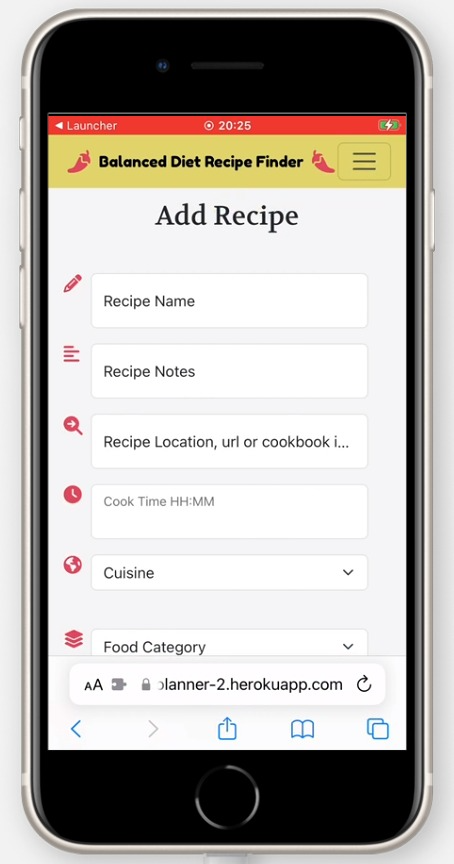 Launcher
20:25
Balanced Diet Recipe Finder
Add Recipe
Recipe Name
Recipe Notes
Recipe Location, url or cookbook i...
Cook Time HH:MM
Cuisine
Food Category
AA
lanner-2.herokuapp.com